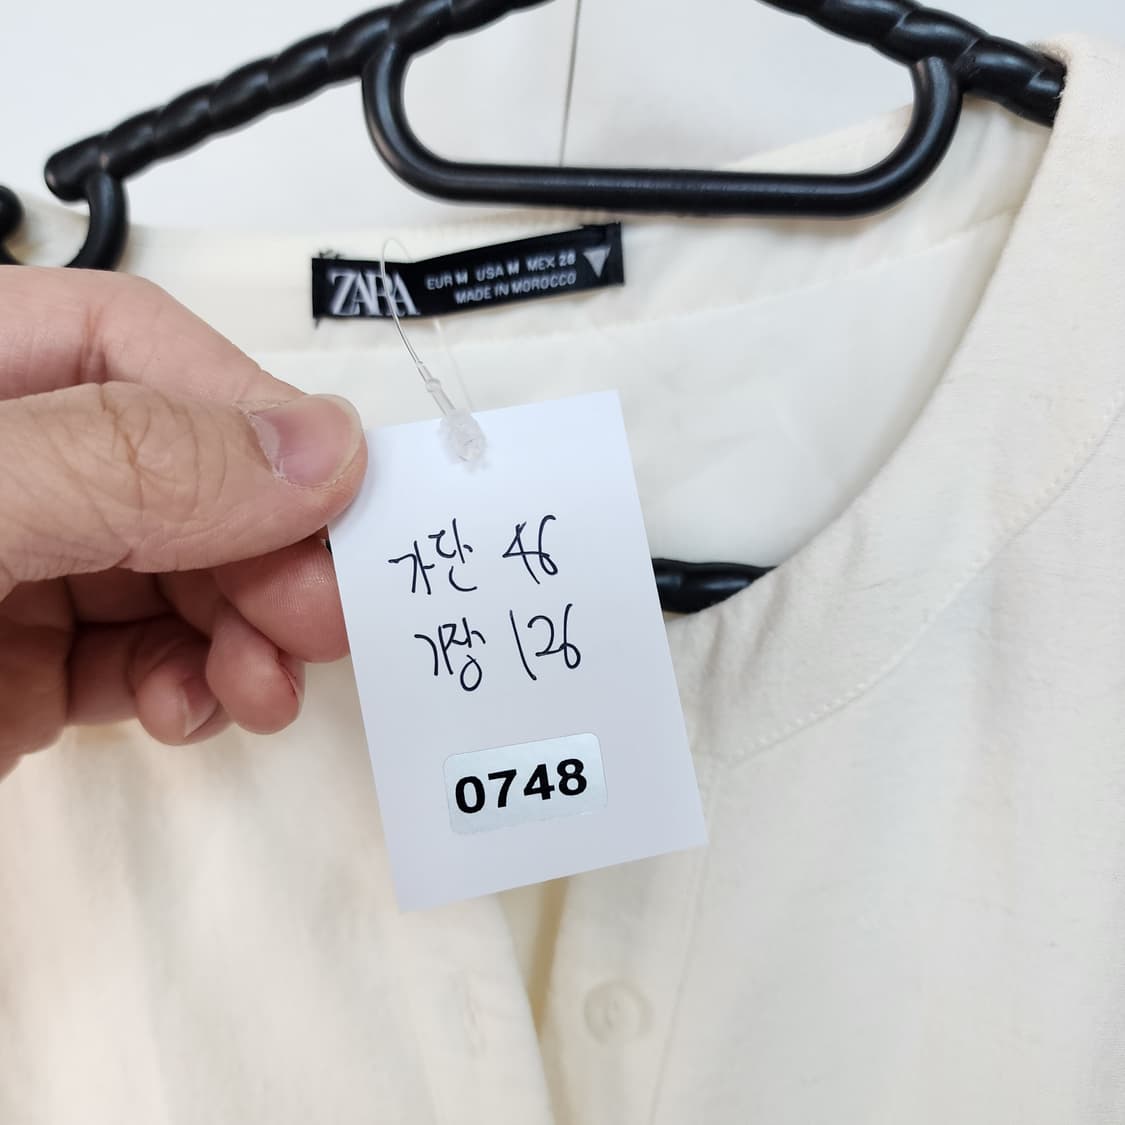 ZARA
EUR M USA M MEX 28
MADE IN MOROCCO
가단 46
기장 126
0748